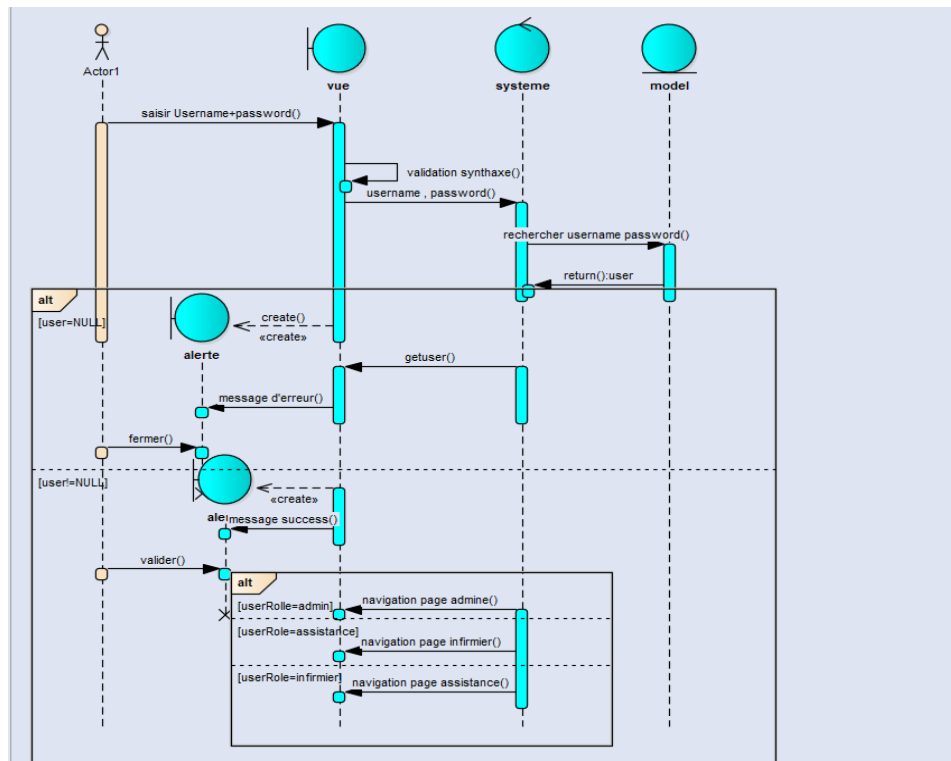 Actor1
vue
systeme
model
saisir Username+password()
validation synthaxe()
username , password()
rechercher username password()
return():user
alt
[user=NULL]
create()
«create»
alerte
getuser()
message d'erreur()
fermer()
[user!=NULL]
«create»
message success()
valider()
alt
[userRolle=admin]
navigation page admine()
[userRole=assistance]
navigation page infirmier()
[userRole=infirmier]
navigation page assistance()